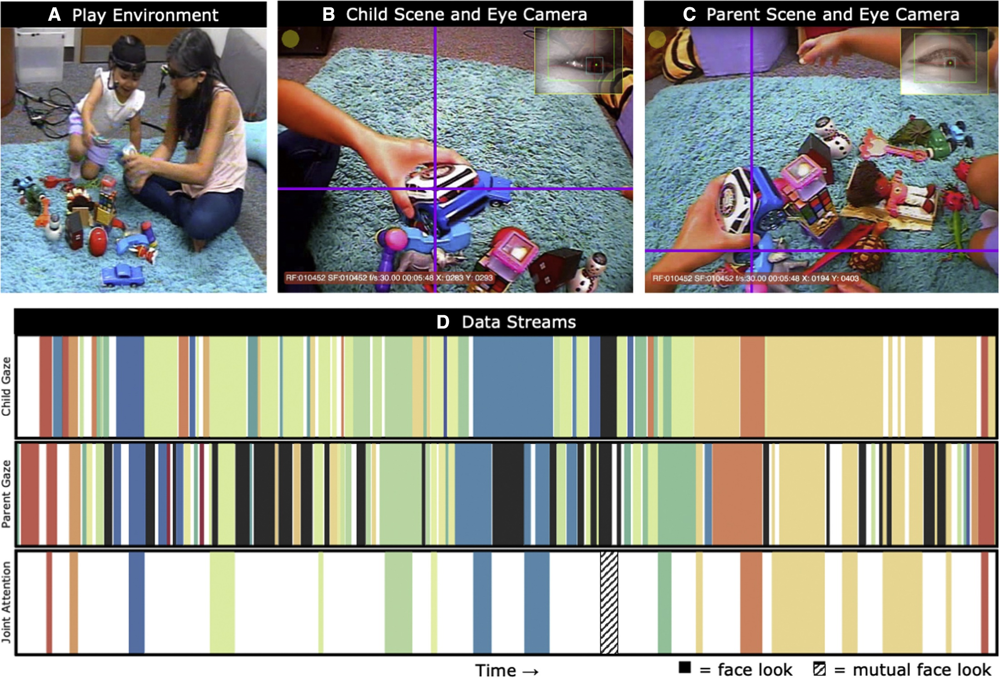 A Play Environment
B Child Scene and Eye Camera
C Parent Scene and Eye Camera
RF:010452 SF:010452 f/s:30.00 00:05:48 X: 0283 Y: 0293
RF:010452 SF:010452 f/s:30.00 00:05:48 X: 0194 Y: 0403
D Data Streams
Child Gaze
Parent Gaze
Joint Attention
Time →
= face look
= mutual face look